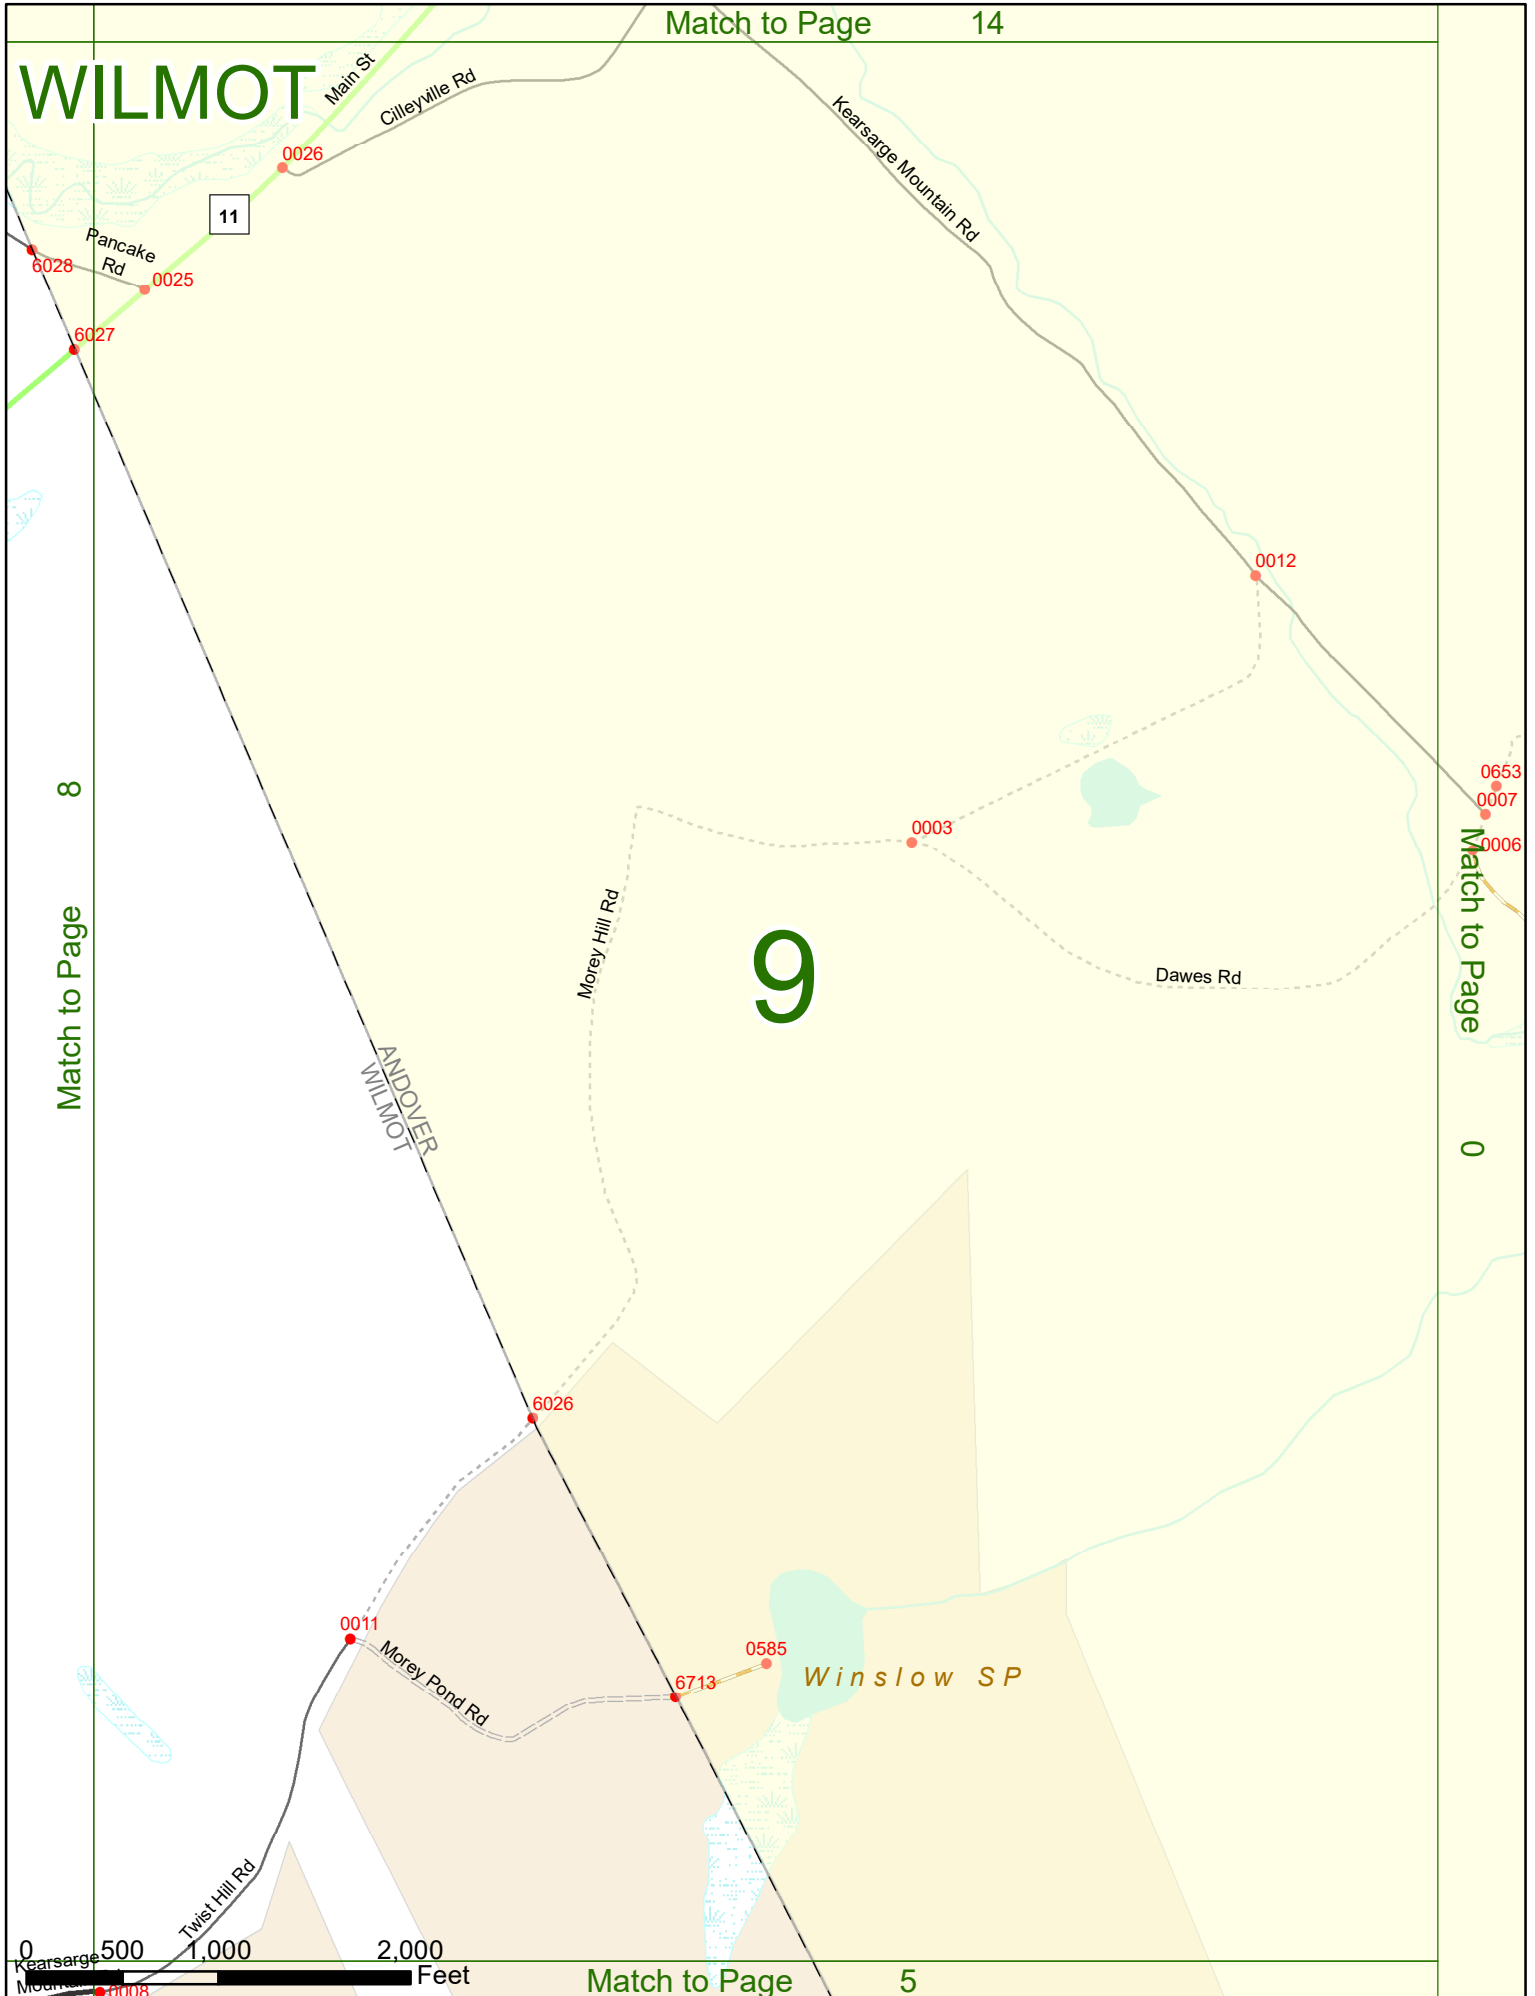 Match to Page 14
WILMOT
Main St
Cilleyville Rd
0026
11
Kearsarge Mountain Rd
Pancake
Rd
6028
0025
6027
0012
8
Match to Page
0653
0007
0006
0003
Morey Hill Rd
9
Dawes Rd
Match to Page
0
ANDOVER
WILMOT
6026
0011
Morey Pond Rd
0585
6713
Winslow SP
Twist Hill Rd
0 500 1,000 2,000
Feet
Kearsarge
0008
Match to Page 5